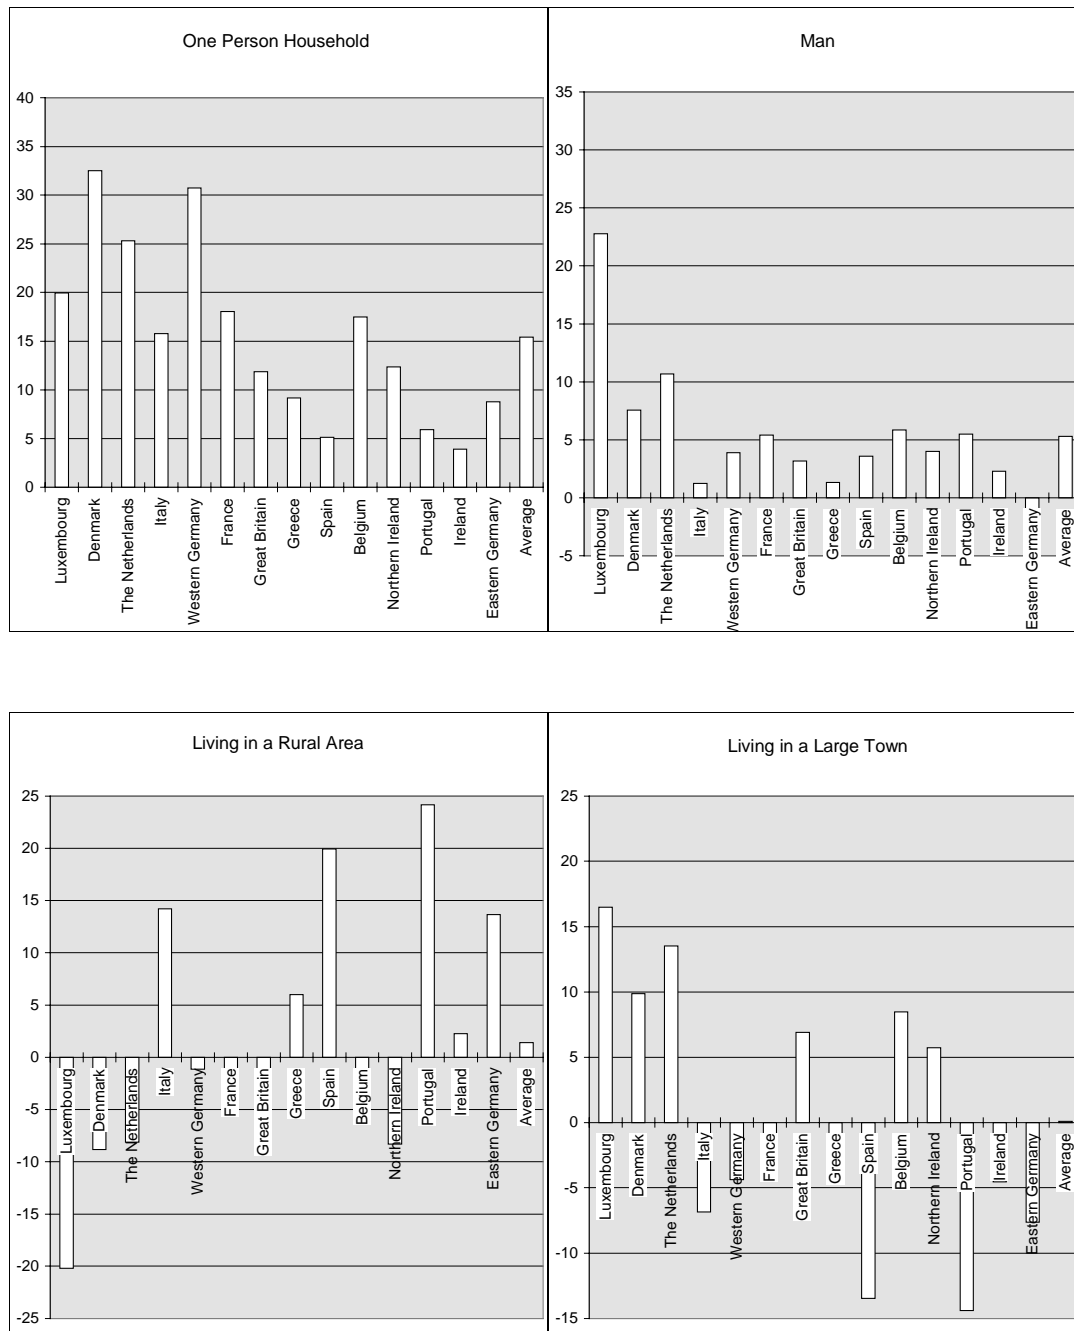 One Person Household
40
35
30
25
20
15
10
5
0
Luxembourg
Denmark
The Netherlands
Italy
Western Germany
France
Great Britain
Greece
Spain
Belgium
Northern Ireland
Portugal
Ireland
Eastern Germany
Average
Man
35
30
25
20
15
10
5
0
-5
Luxembourg
Denmark
The Netherlands
Italy
Western Germany
France
Great Britain
Greece
Spain
Belgium
Northern Ireland
Portugal
Ireland
Eastern Germany
Average
Living in a Rural Area
25
20
15
10
5
0
-5
-10
-15
-20
-25
Luxembourg
Denmark
The Netherlands
Italy
Western Germany
France
Great Britain
Greece
Spain
Belgium
Northern Ireland
Portugal
Ireland
Eastern Germany
Average
Living in a Large Town
25
20
15
10
5
0
-5
-10
-15
Luxembourg
Denmark
The Netherlands
Italy
Western Germany
France
Great Britain
Greece
Spain
Belgium
Northern Ireland
Portugal
Ireland
Eastern Germany
Average